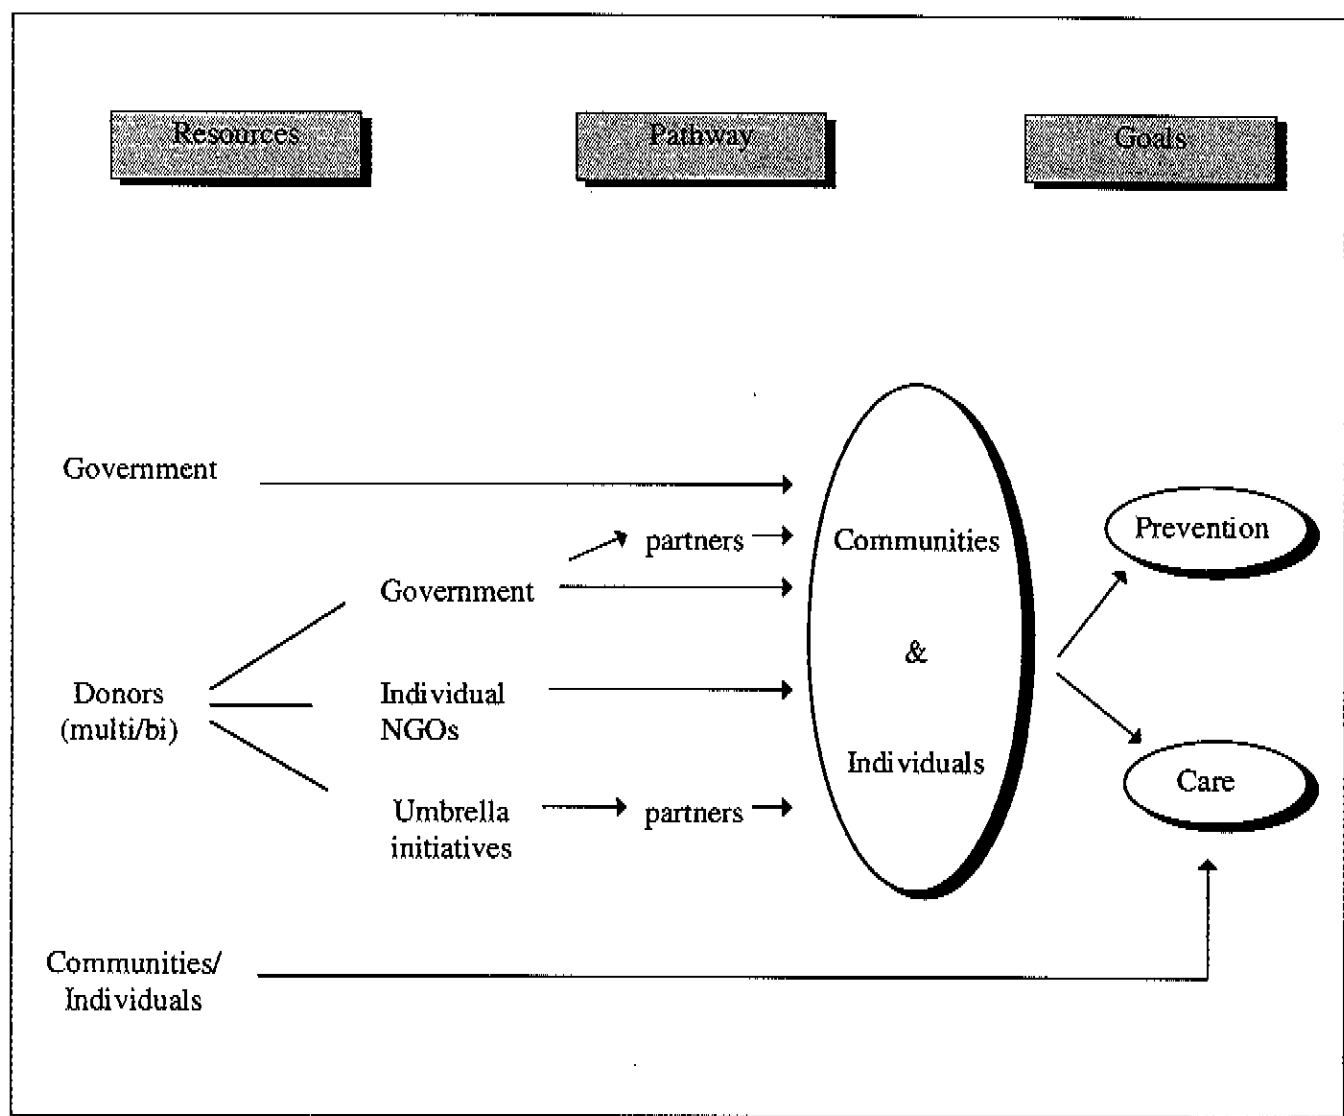 Resources
Pathway
Goals
Government
partners
Communities
Prevention
Government
&
Donors
(multi/bi)
Individual
NGOs
Individuals
Care
Umbrella
initiatives
partners
Communities/
Individuals